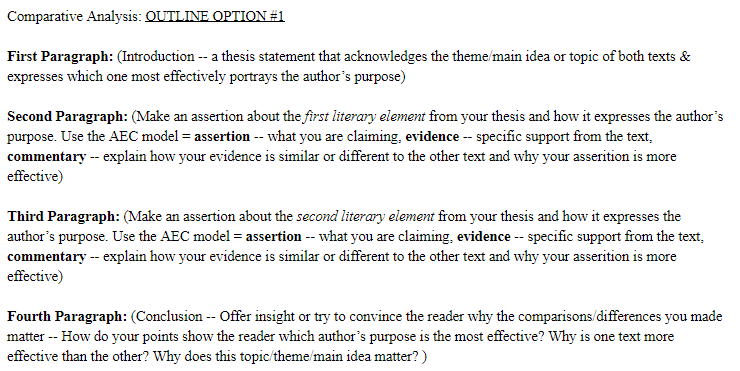 Comparative Analysis: OUTLINE OPTION #1
First Paragraph: (Introduction -- a thesis statement that acknowledges the theme/main idea or topic of both texts &
expresses which one most effectively portrays the author's purpose)
Second Paragraph: (Make an assertion about the first literary element from your thesis and how it expresses the author's
purpose. Use the AEC model = assertion -- what you are claiming, evidence -- specific support from the text,
commentary -- explain how your evidence is similar or different to the other text and why your asserition is more
effective)
Third Paragraph: (Make an assertion about the second literary element from your thesis and how it expresses the
author's purpose. Use the AEC model = assertion -- what you are claiming, evidence -- specific support from the text,
commentary -- explain how your evidence is similar or different to the other text and why your asserition is more
effective)
Fourth Paragraph: (Conclusion -- Offer insight or try to convince the reader why the comparisons/differences you made
matter -- How do your points show the reader which author's purpose is the most effective? Why is one text more
effective than the other? Why does this topic/theme/main idea matter? )